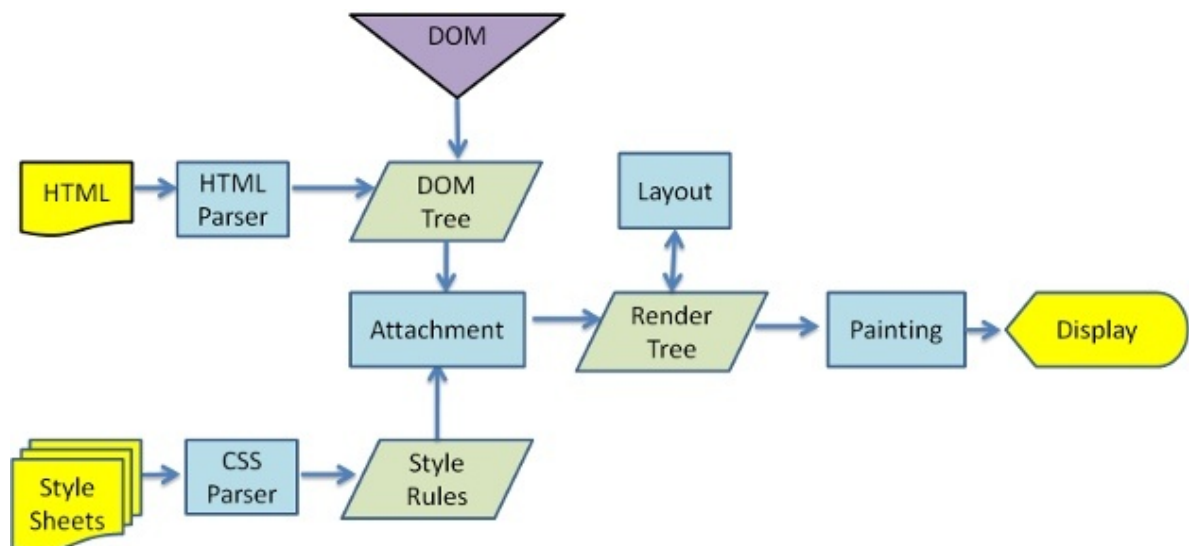 DOM
HTML
HTML
Parser
DOM
Tree
Layout
Attachment
Render
Tree
Painting
Display
Style
Sheets
CSS
Parser
Style
Rules